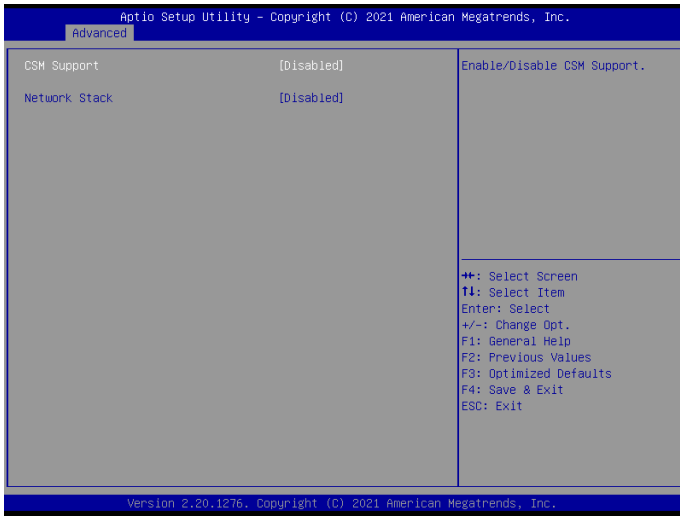 Aptio Setup Utility – Copyright (C) 2021 American Megatrends, Inc.
Advanced
CSM Support [Disabled]
Network Stack [Disabled]
Enable/Disable CSM Support.
→←: Select Screen
↑↓: Select Item
Enter: Select
+/-: Change Opt.
F1: General Help
F2: Previous Values
F3: Optimized Defaults
F4: Save & Exit
ESC: Exit
Version 2.20.1276. Copyright (C) 2021 American Megatrends, Inc.